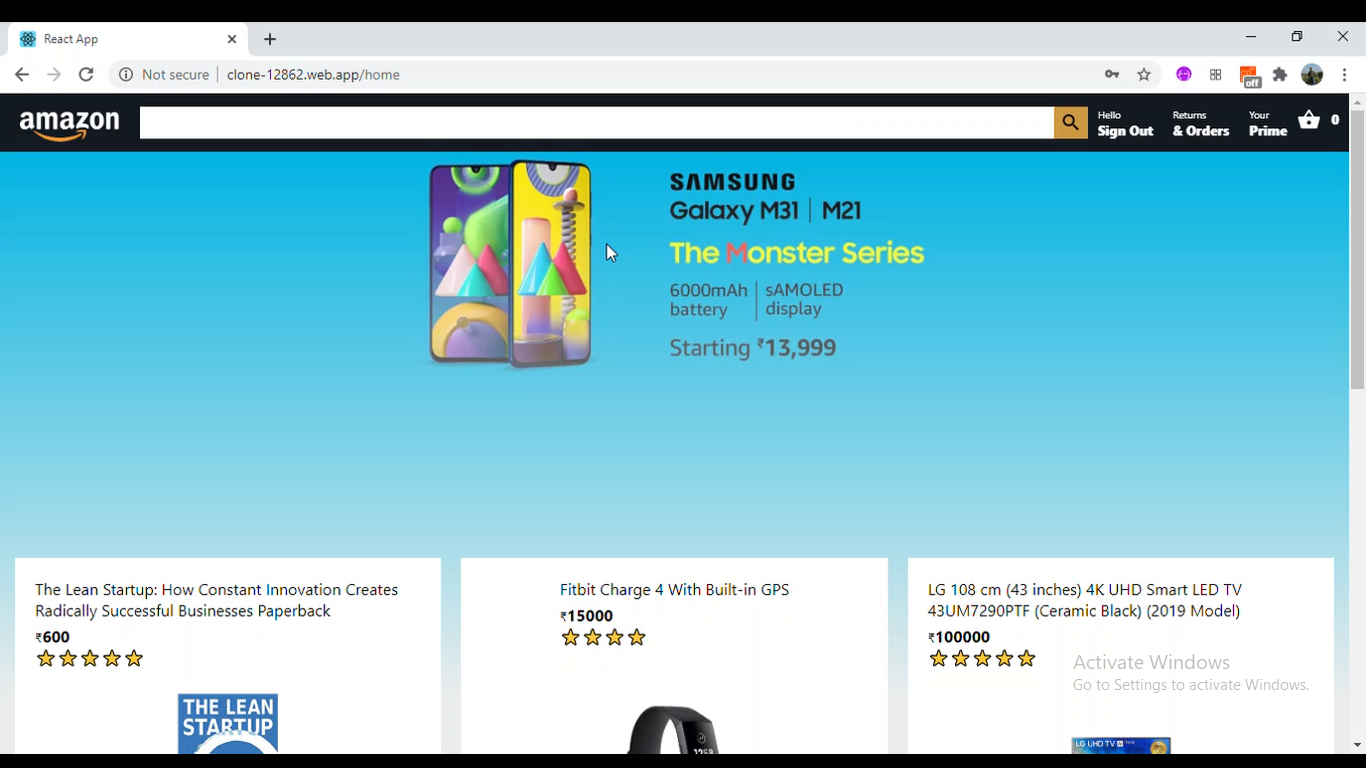 React App
Not secure
clone-12862.web.app/home
off
amazon
Hello
Sign Out
Returns
& Orders
Your
Prime
0
SAMSUNG
Galaxy M31 | M21
The Monster Series
6000mAh
battery
sAMOLED
display
Starting ₹13,999
The Lean Startup: How Constant Innovation Creates
Radically Successful Businesses Paperback
₹600
THE LEAN
STARTUP
Fitbit Charge 4 With Built-in GPS
₹15000
LG 108 cm (43 inches) 4K UHD Smart LED TV
43UM7290PTF (Ceramic Black) (2019 Model)
₹100000
LG UHD TV
Activate Windows
Go to Settings to activate Windows.